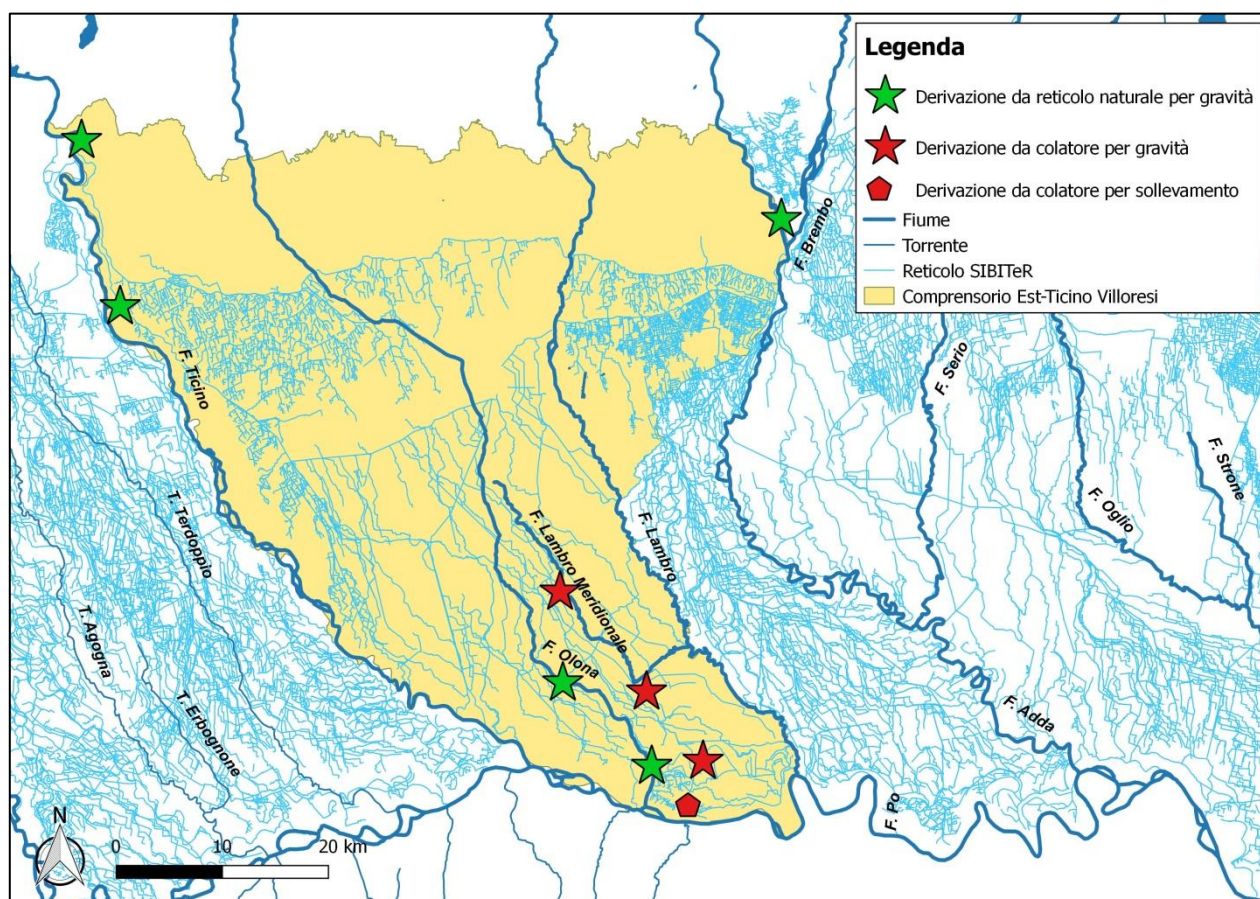 Legenda
Derivazione da reticolo naturale per gravità
Derivazione da colatore per gravità
Derivazione da colatore per sollevamento
Fiume
Torrente
Reticolo SIBITeR
Comprensorio Est-Ticino Villoresi
F. Brembo
F. Serio
F. Ticino
F. Strone
F. Oglio
T. Terdoppio
F. Lambro Meridionale
F. Lambro
T. Agogna
F. Olona
T. Erbognone
F. Adda
F. Po
N
0
10
20 km